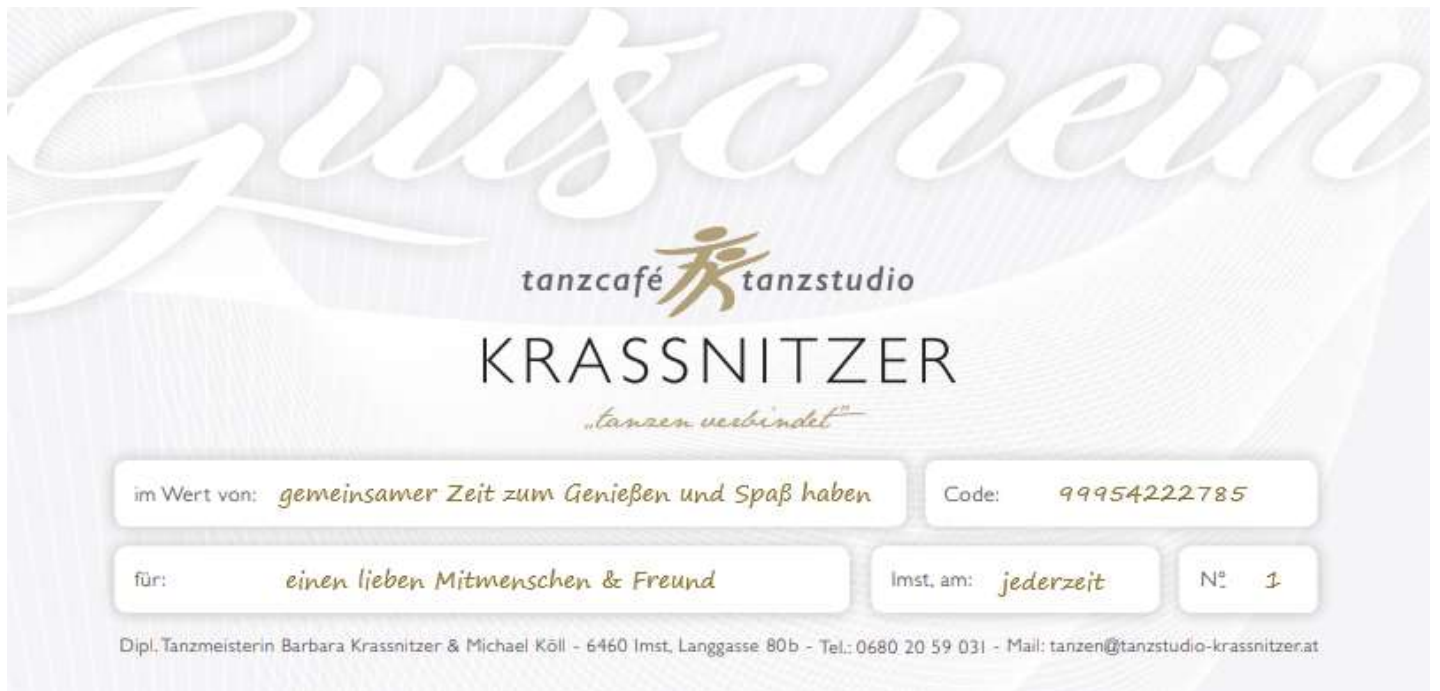 Gutschein
tanzcafé tanzstudio
KRASSNITZER
„tanzen verbindet”
im Wert von: gemeinsamer Zeit zum Genießen und Spaß haben Code: 99954222785
für: einen lieben Mitmenschen & Freund Imst, am: jederzeit Nº: 1
Dipl. Tanzmeisterin Barbara Krassnitzer & Michael Köll - 6460 Imst, Langgasse 80b - Tel.: 0680 20 59 031 - Mail: tanzen@tanzstudio-krassnitzer.at